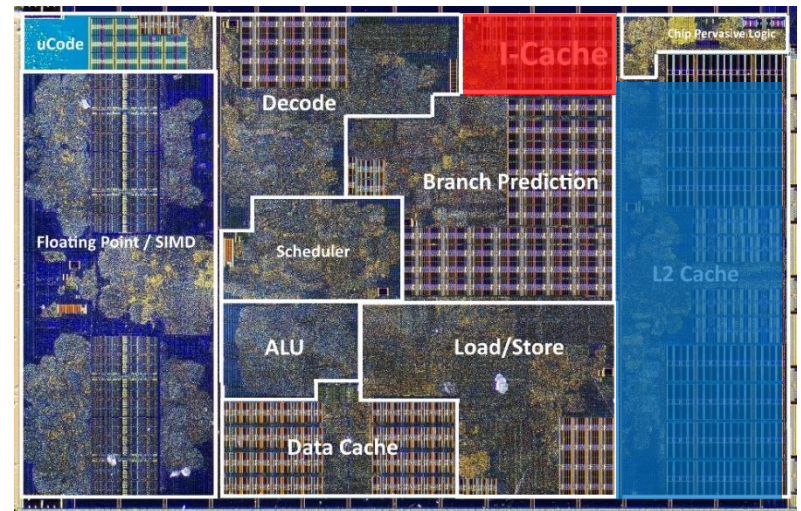 uCode
I-Cache
Chip Pervasive Logic
Decode
Branch Prediction
Floating Point / SIMD
Scheduler
L2 Cache
ALU
Load/Store
Data Cache